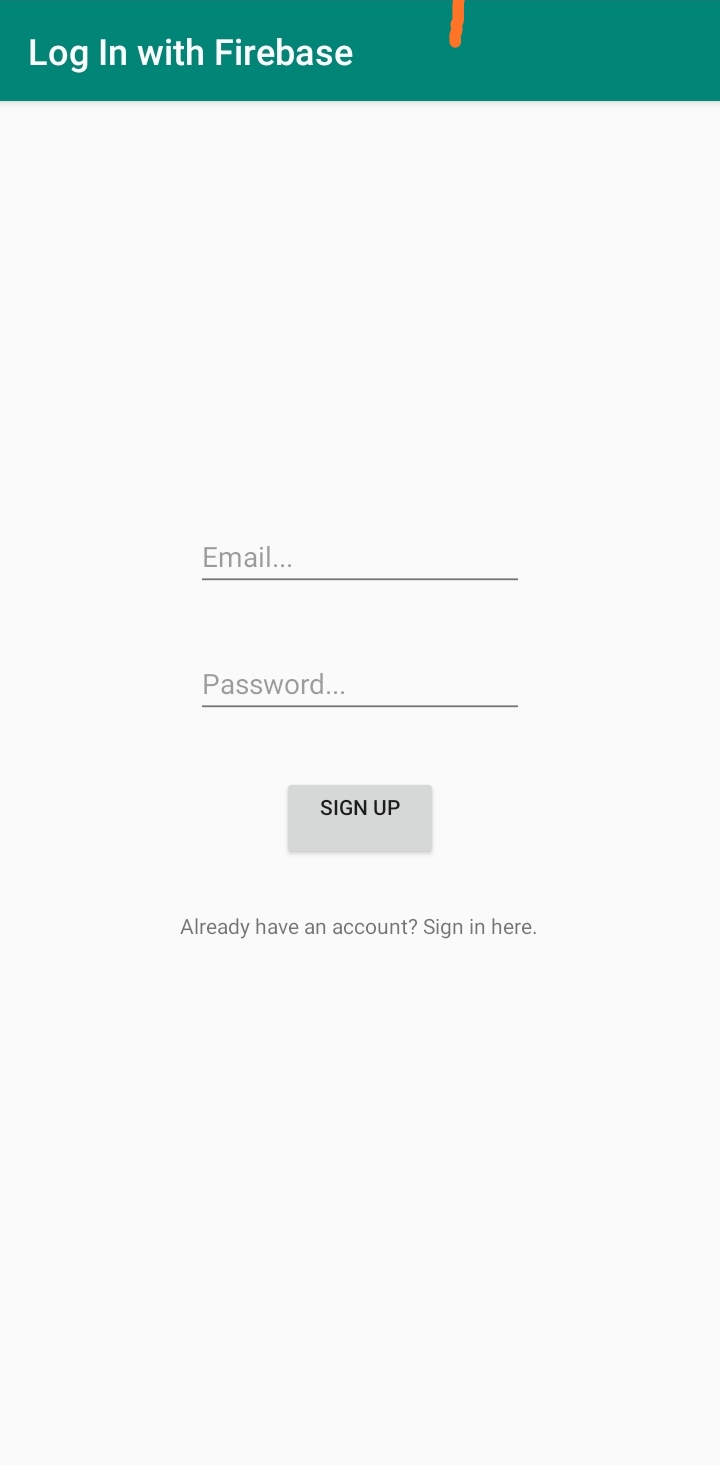 Log In with Firebase
Email...
Password...
SIGN UP
Already have an account? Sign in here.